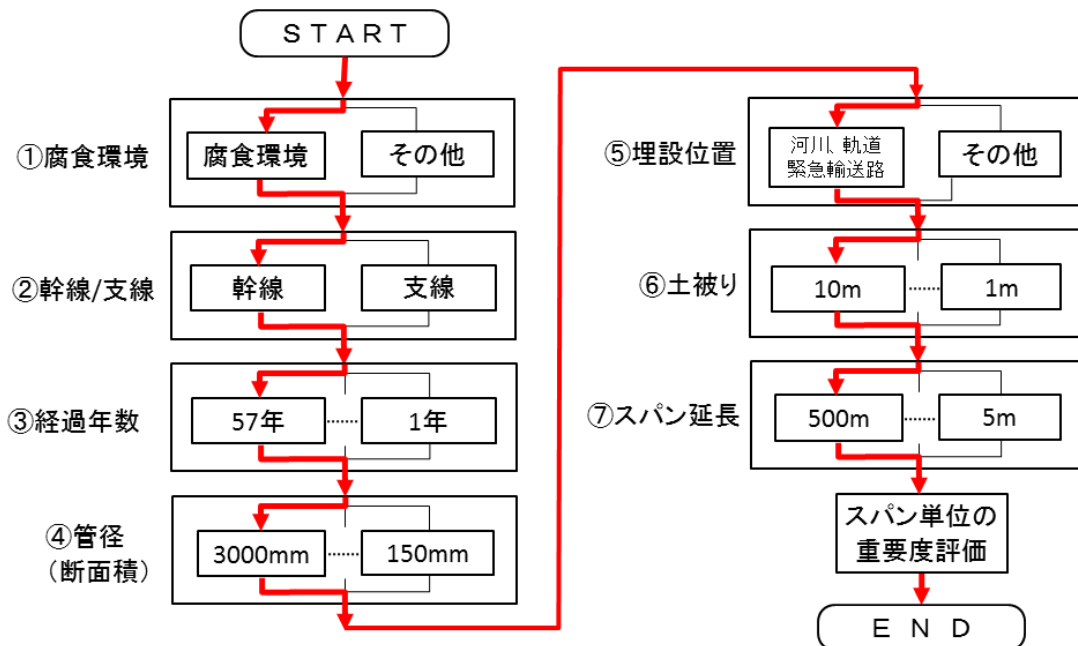 START
①腐食環境
腐食環境
その他
②幹線/支線
幹線
支線
③経過年数
57年
1年
④管径
（断面積）
3000mm
150mm
⑤埋設位置
河川、軌道
緊急輸送路
その他
⑥土被り
10m
1m
⑦スパン延長
500m
5m
スパン単位の
重要度評価
END